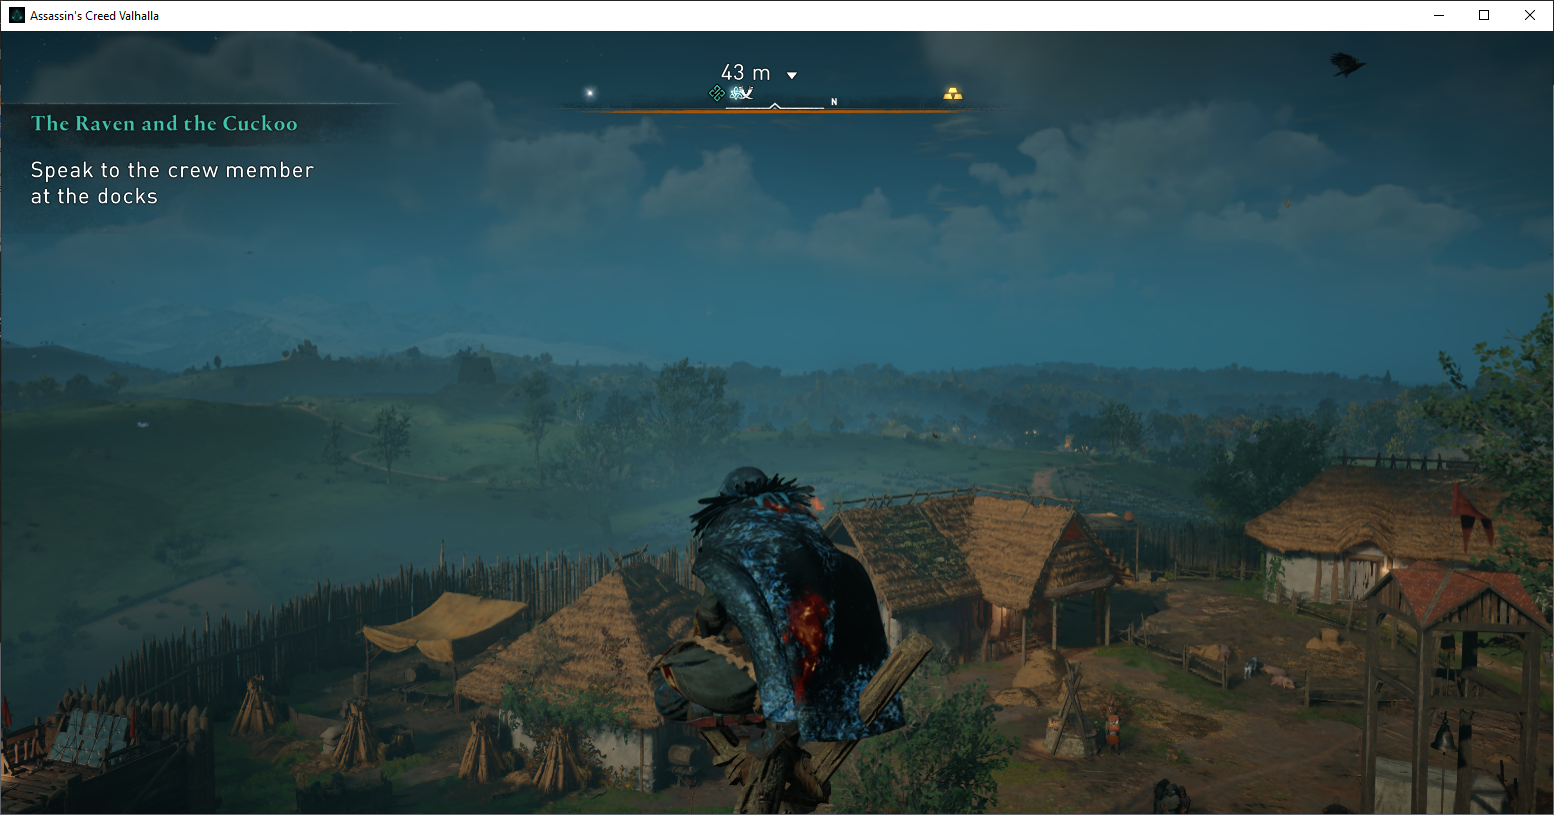 Assassin's Creed Valhalla
43 m
N
The Raven and the Cuckoo
Speak to the crew member
at the docks